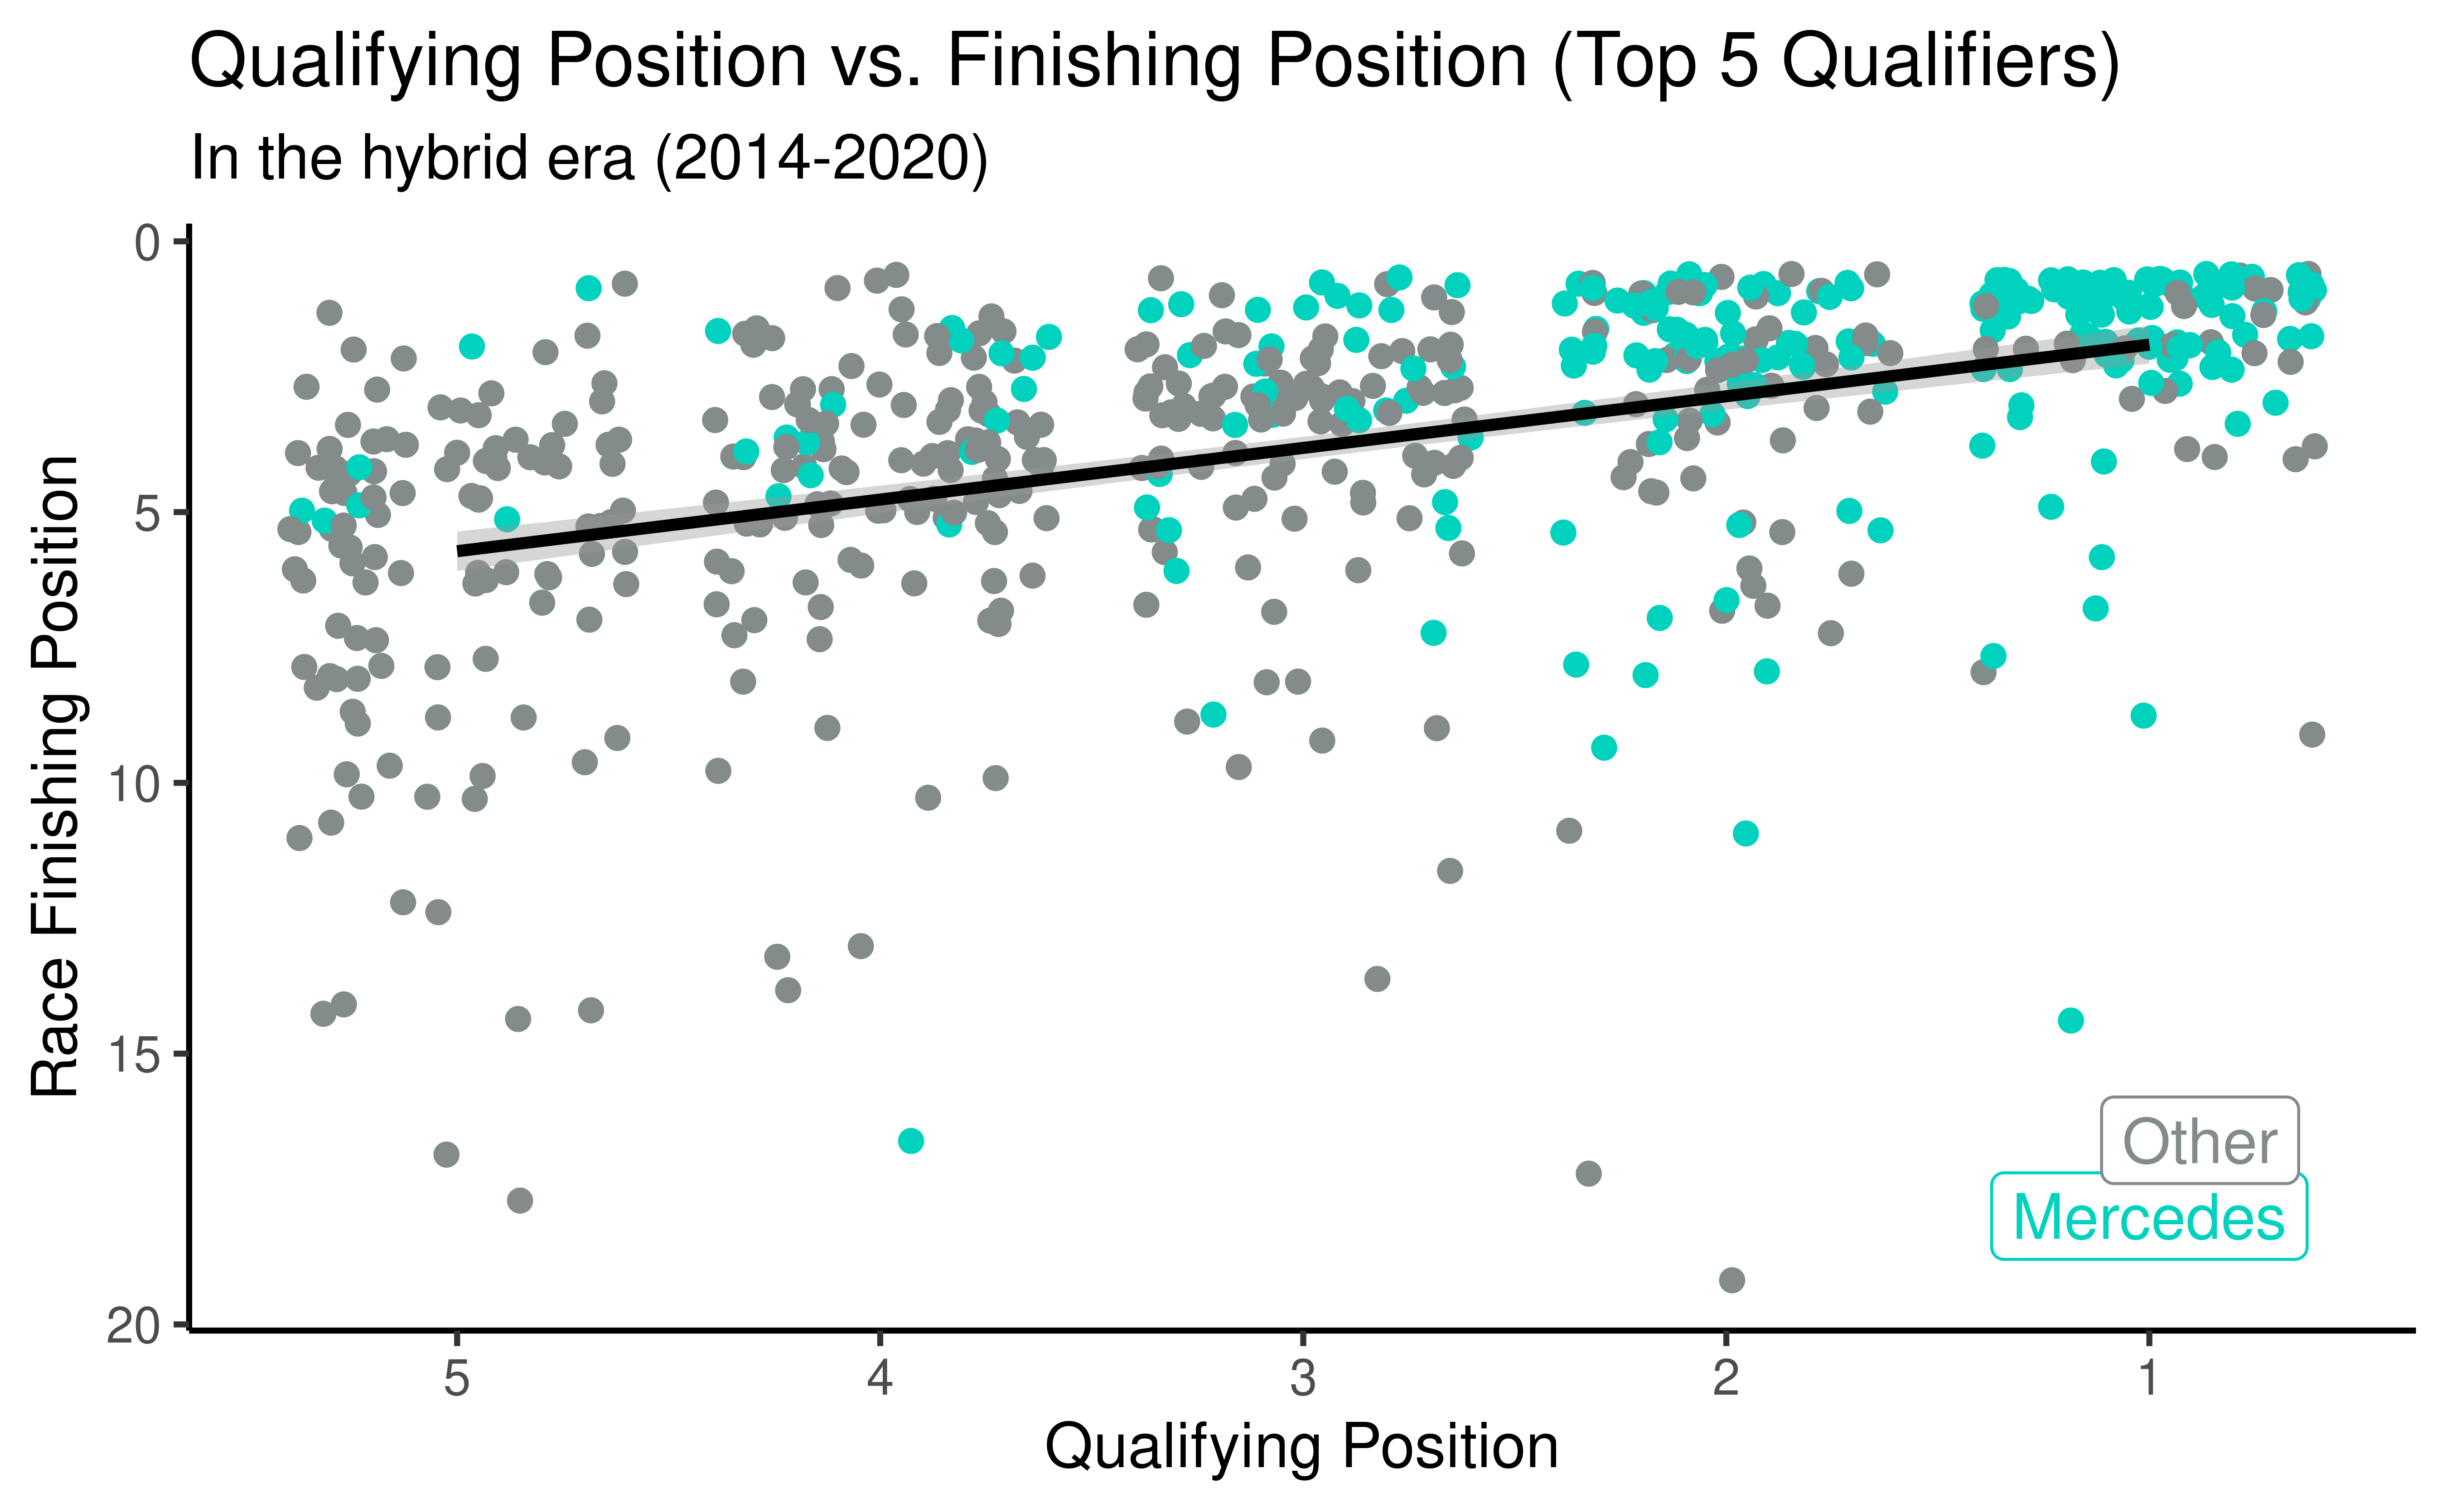 Qualifying Position vs. Finishing Position (Top 5 Qualifiers)
In the hybrid era (2014-2020)
0
5
10
15
20
Race Finishing Position
Other
Mercedes
5 4 3 2 1
Qualifying Position